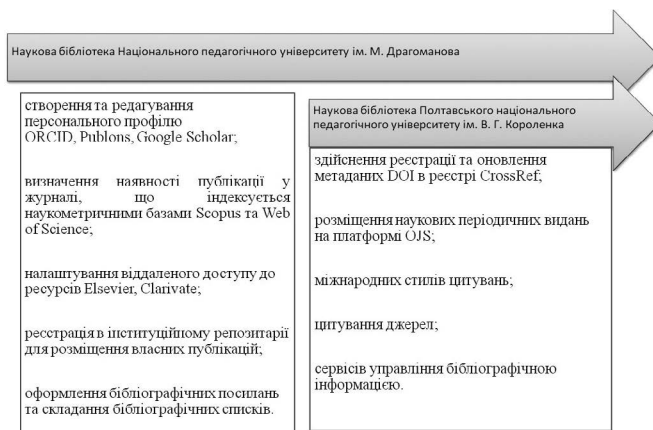 Наукова бібліотека Національного педагогічного університету ім. М. Драгоманова
створення та редагування
персонального профілю
ORCID, Publons, Google Scholar;
визначення наявності публікації у
журналі, що індексується
наукометричними базами Scopus та Web
of Science;
налаштування віддаленого доступу до
ресурсів Elsevier, Clarivate;
реєстрація в інституційному репозитарії
для розміщення власних публікацій;
оформлення бібліографічних посилань
та складання бібліографічних списків.
Наукова бібліотека Полтавського національного
педагогічного університету ім. В. Г. Короленка
здійснення реєстрації та оновлення
метаданих DOI в реєстрі CrossRef;
розміщення наукових періодичних видань
на платформі OJS;
міжнародних стилів цитувань;
цитування джерел;
сервісів управління бібліографічною
інформацією.